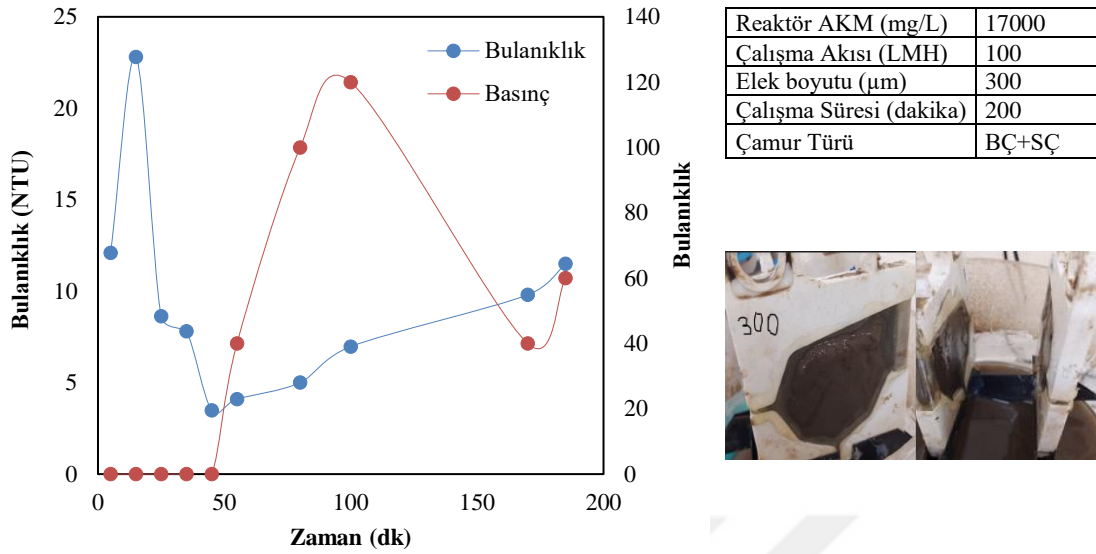 25
20
15
10
5
0
Bulanıklık (NTU)
Bulanıklık
Basınç
140
120
100
80
60
40
20
0
Bulanıklık
0
50
100
150
200
Zaman (dk)
Reaktör AKM (mg/L) 17000
Çalışma Akısı (LMH) 100
Elek boyutu (µm) 300
Çalışma Süresi (dakika) 200
Çamur Türü BÇ+SÇ
300